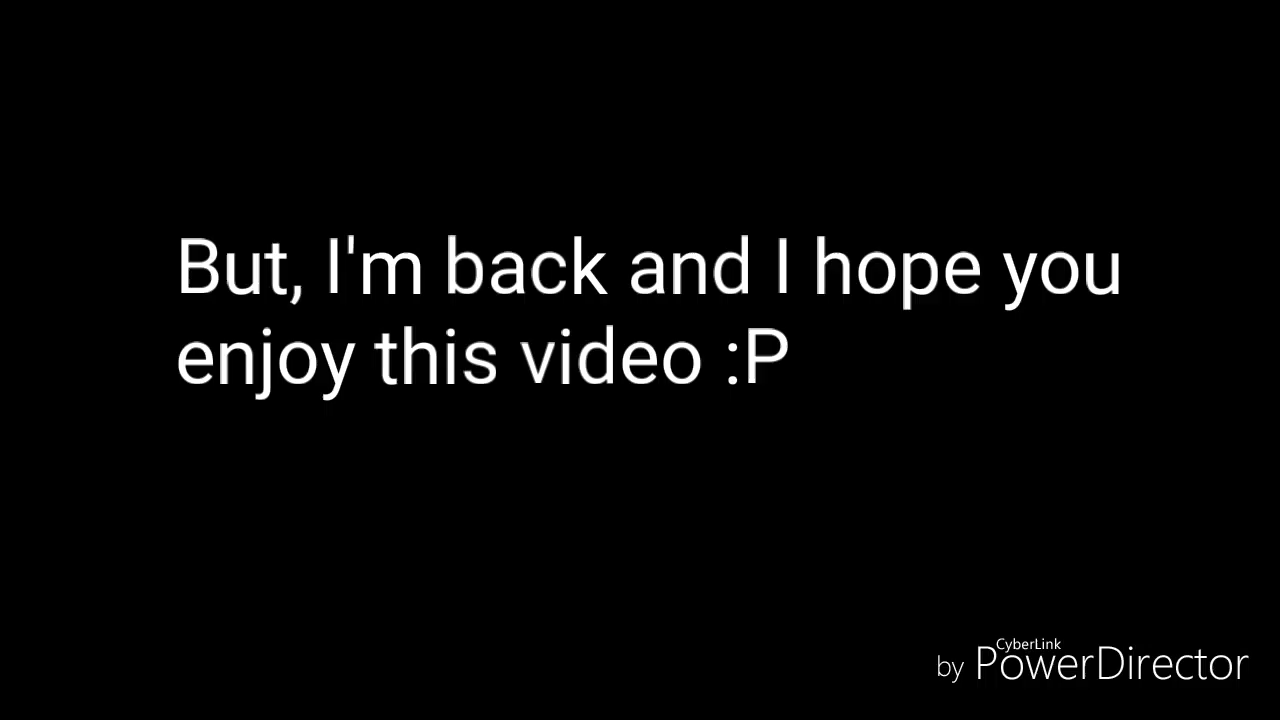 But, I'm back and I hope you
enjoy this video :P
CyberLink
by PowerDirector